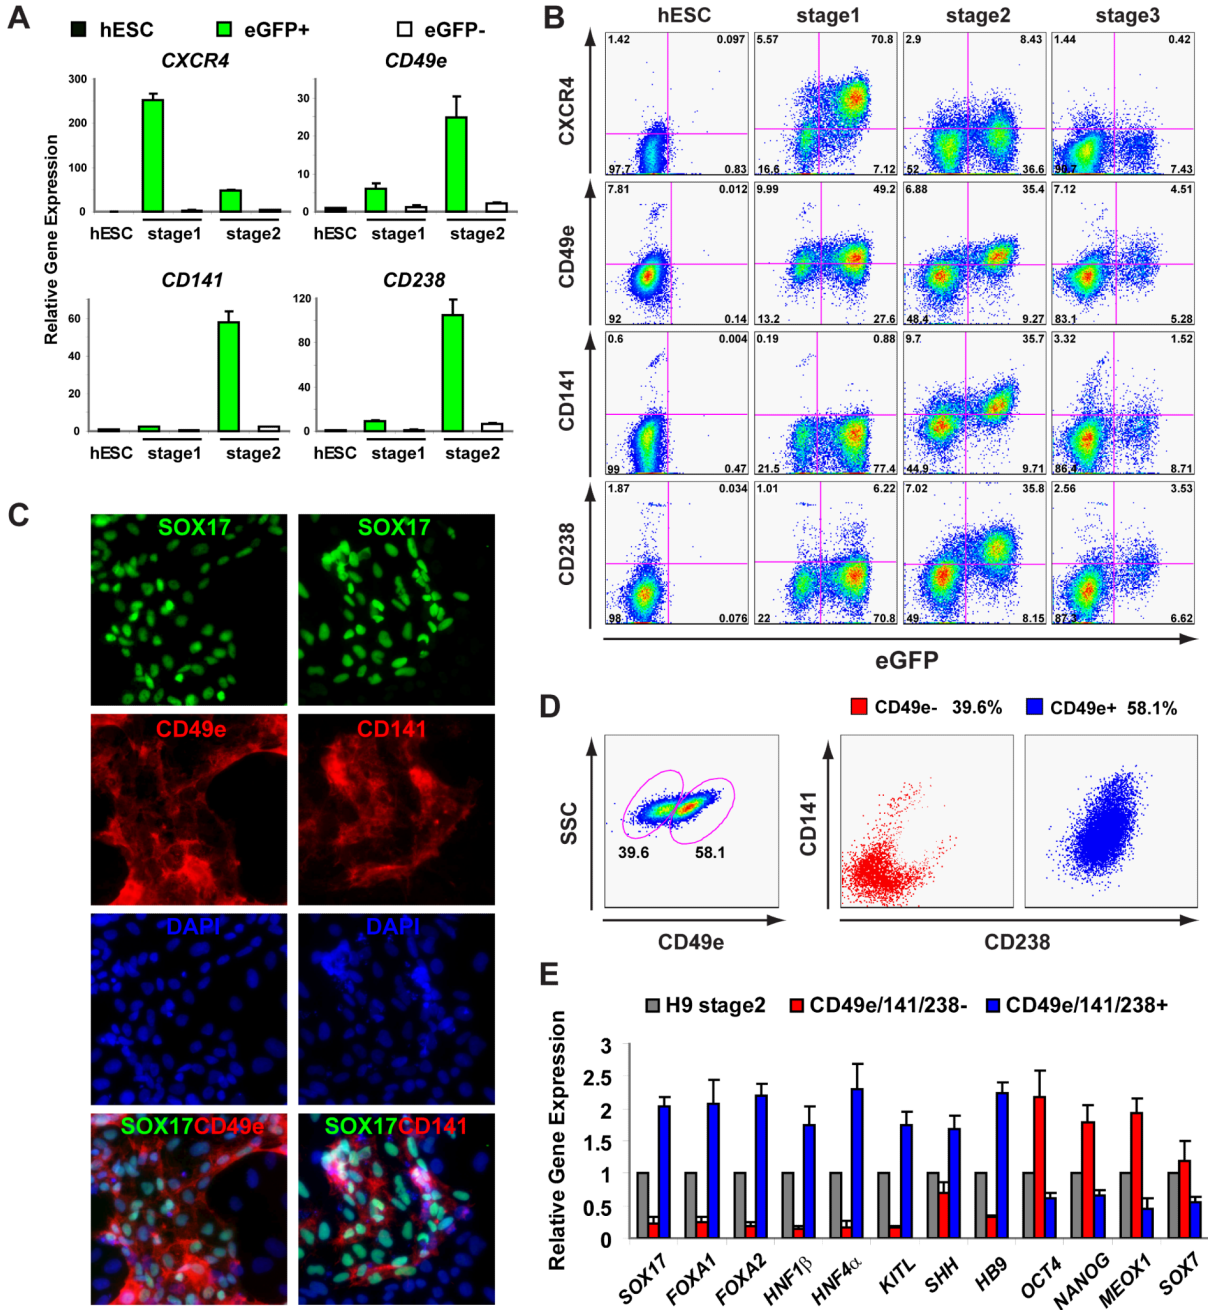 A
hESC eGFP+ eGFP-
CXCR4 CD49e
Relative Gene Expression
300
200
100
0
hESC stage1 stage2
30
20
10
0
hESC stage1 stage2
CD141 CD238
60
40
20
0
hESC stage1 stage2
120
80
40
0
hESC stage1 stage2
B
hESC stage1 stage2 stage3
CXCR4
1.42 0.097 5.57 70.8 2.9 8.43 1.44 0.42
97.7 0.83 16.6 7.12 52 36.6 90.7 7.43
CD49e
7.81 0.012 9.99 49.2 6.88 35.4 7.12 4.51
92 0.14 13.2 27.6 48.4 9.27 83.1 5.28
CD141
0.6 0.004 0.19 0.88 9.7 35.7 3.32 1.52
99 0.47 21.5 77.4 44.9 9.71 86.4 8.71
CD238
1.87 0.034 1.01 6.22 7.02 35.8 2.56 3.53
98 0.076 22 70.8 49 8.15 87.3 6.62
eGFP
C
SOX17 SOX17
CD49e CD141
DAPI DAPI
SOX17CD49e SOX17CD141
D
CD49e- 39.6% CD49e+ 58.1%
SSC
39.6 58.1
CD49e
CD141
CD238
E
H9 stage2 CD49e/141/238- CD49e/141/238+
Relative Gene Expression
3
2.5
2
1.5
1
0.5
0
SOX17 FOXA1 FOXA2 HNF1β HNF4α KITL SHH HB9 OCT4 NANOG MEOX1 SOX7